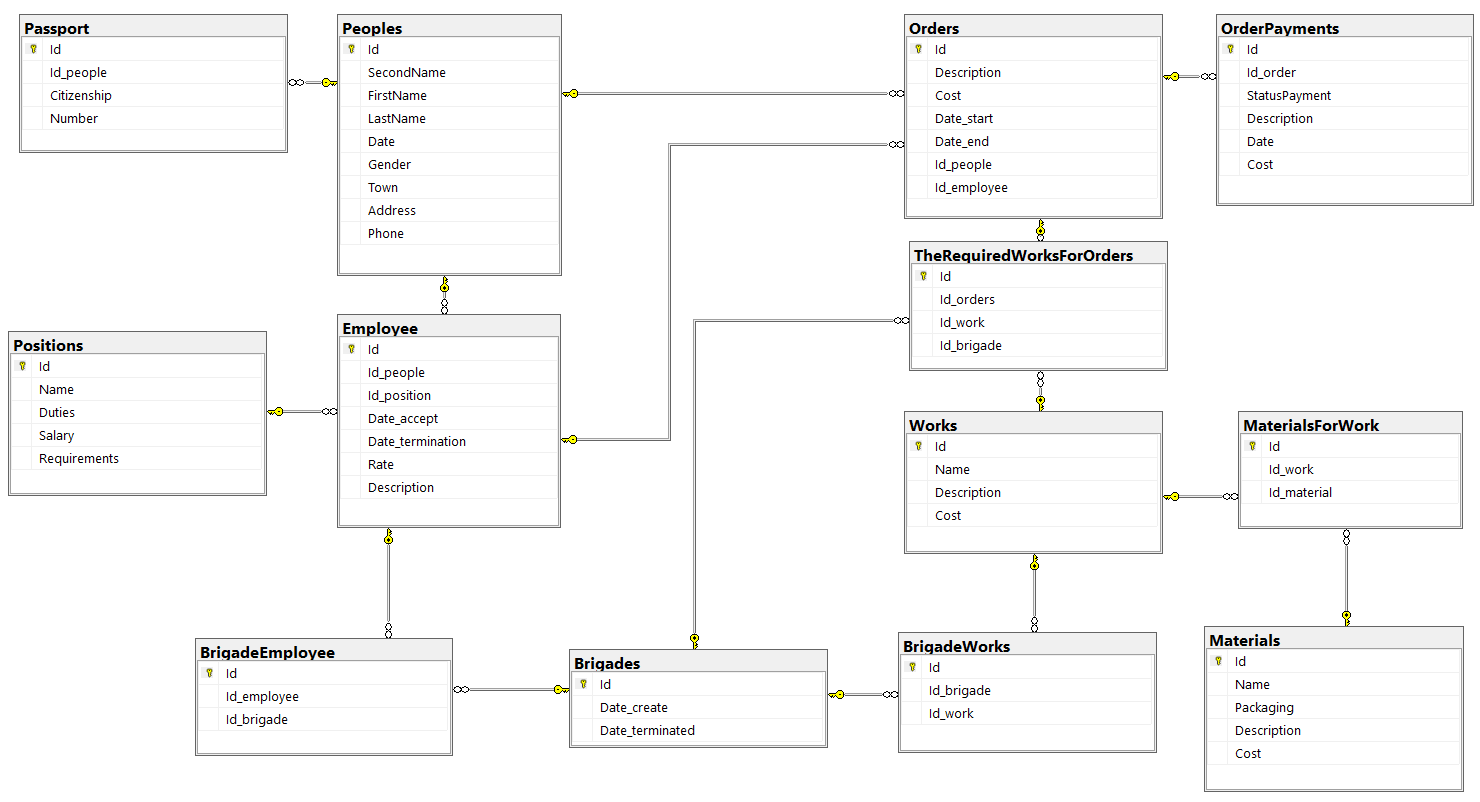 Passport
Id
Id_people
Citizenship
Number
Peoples
Id
SecondName
FirstName
LastName
Date
Gender
Town
Address
Phone
Orders
Id
Description
Cost
Date_start
Date_end
Id_people
Id_employee
OrderPayments
Id
Id_order
StatusPayment
Description
Date
Cost
TheRequiredWorksForOrders
Id
Id_orders
Id_work
Id_brigade
Positions
Id
Name
Duties
Salary
Requirements
Employee
Id
Id_people
Id_position
Date_accept
Date_termination
Rate
Description
Works
Id
Name
Description
Cost
MaterialsForWork
Id
Id_work
Id_material
BrigadeEmployee
Id
Id_employee
Id_brigade
Brigades
Id
Date_create
Date_terminated
BrigadeWorks
Id
Id_brigade
Id_work
Materials
Id
Name
Packaging
Description
Cost